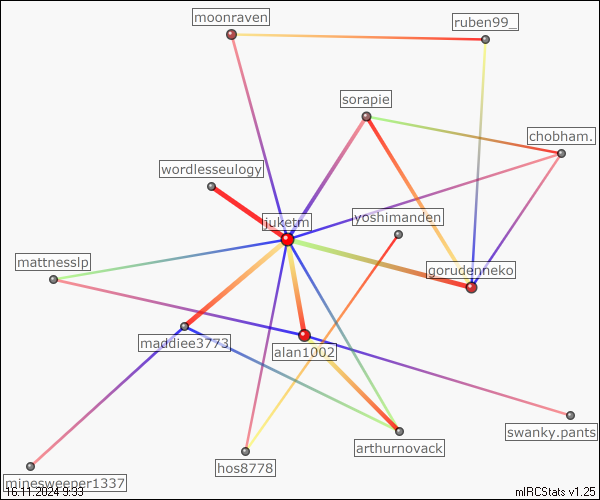 moonraven
ruben99_
sorapie
chobham.
wordlesseulogy
juketm
yoshimanden
mattnesslp
gorudenneko
maddiee3773
alan1002
swanky.pants
arthurnovack
hos8778
minesweeper1337
16.11.2024 9:33
mIRCStats v1.25